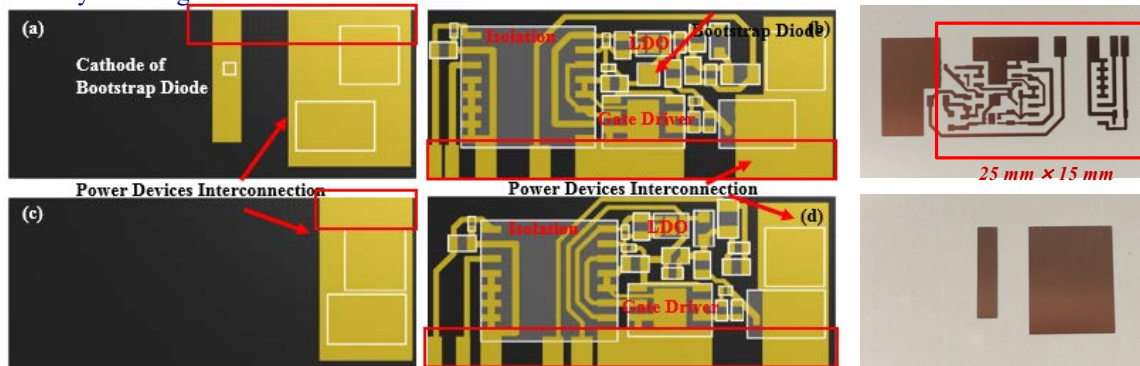 (a)
Cathode of
Bootstrap Diode
Isolation
LDO
(b)
Bootstrap Diode
Gate Driver
Power Devices Interconnection
Power Devices Interconnection
25 mm × 15 mm
(c)
Isolation
LDO
(d)
Gate Driver